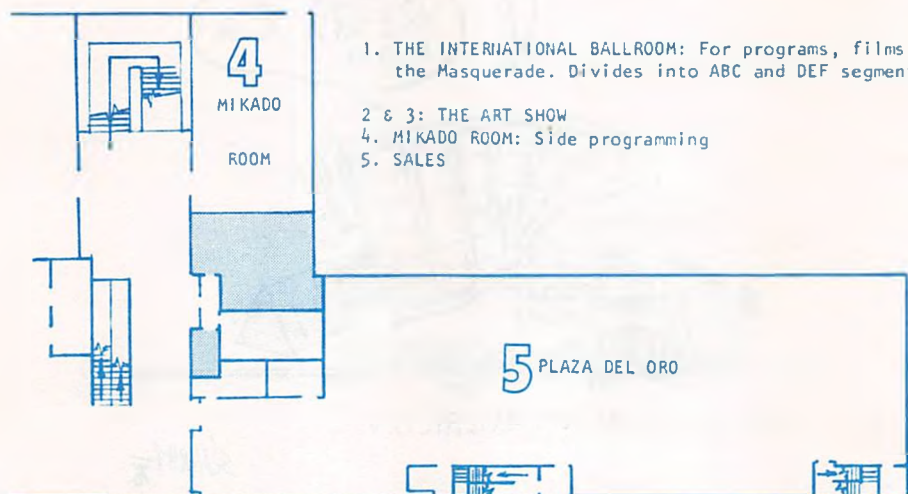 4
MIKADO
ROOM
1. THE INTERNATIONAL BALLROOM: For programs, films
the Masquerade. Divides into ABC and DEF segmen
2 & 3: THE ART SHOW
4. MIKADO ROOM: Side programming
5. SALES
5 PLAZA DEL ORO